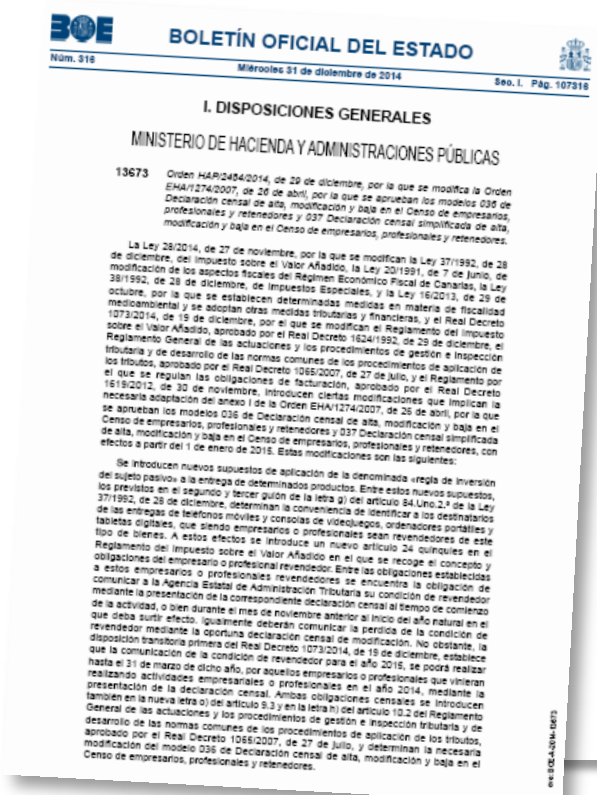 BOE
BOLETÍN OFICIAL DEL ESTADO
Núm. 316
Miércoles 31 de diciembre de 2014
Sec. I. Pág. 107316
I. DISPOSICIONES GENERALES
MINISTERIO DE HACIENDA Y ADMINISTRACIONES PÚBLICAS
13673 Orden HAP/2484/2014, de 29 de diciembre, por la que se modifica la Orden
EHA/1274/2007, de 26 de abril, por la que se aprueban los modelos 036 de
Declaración censal de alta, modificación y baja en el Censo de empresarios,
profesionales y retenedores y 037 Declaración censal simplificada de alta,
modificación y baja en el Censo de empresarios, profesionales y retenedores.
La Ley 28/2014, de 27 de noviembre, por la que se modifican la Ley 37/1992, de 28
de diciembre, del Impuesto sobre el Valor Añadido, la Ley 20/1991, de 7 de junio, de
modificación de los aspectos fiscales del Régimen Económico Fiscal de Canarias, la Ley
38/1992, de 28 de diciembre, de Impuestos Especiales, y la Ley 16/2013, de 29 de
octubre, por la que se establecen determinadas medidas en materia de fiscalidad
medioambiental y se adoptan otras medidas tributarias y financieras, y el Real Decreto
1073/2014, de 19 de diciembre, por el que se modifican el Reglamento del Impuesto
sobre el Valor Añadido, aprobado por el Real Decreto 1624/1992, de 29 de diciembre, el
Reglamento General de las actuaciones y los procedimientos de gestión e inspección
tributaria y de desarrollo de las normas comunes de los procedimientos de aplicación de
los tributos, aprobado por el Real Decreto 1065/2007, de 27 de julio, y el Reglamento por
el que se regulan las obligaciones de facturación, aprobado por el Real Decreto
1619/2012, de 30 de noviembre, introducen ciertas modificaciones que implican la
necesaria adaptación del anexo I de la Orden EHA/1274/2007, de 26 de abril, por la que
se aprueban los modelos 036 de Declaración censal de alta, modificación y baja en el
Censo de empresarios, profesionales y retenedores y 037 Declaración censal simplificada
de alta, modificación y baja en el Censo de empresarios, profesionales y retenedores, con
efectos a partir del 1 de enero de 2015. Estas modificaciones son las siguientes:
Se introducen nuevos supuestos de aplicación de la denominada «regla de inversión
del sujeto pasivo» a la entrega de determinados productos. Entre estos nuevos supuestos,
los previstos en el segundo y tercer guión de la letra g) del artículo 84.Uno.2.º de la Ley
37/1992, de 28 de diciembre, determinan la conveniencia de identificar a los destinatarios
de las entregas de teléfonos móviles y consolas de videojuegos, ordenadores portátiles y
tabletas digitales, que siendo empresarios o profesionales sean revendedores de este
tipo de bienes. A estos efectos se introduce un nuevo artículo 24 quinquies en el
Reglamento del Impuesto sobre el Valor Añadido en el que se recoge el concepto y
obligaciones del empresario o profesional revendedor. Entre las obligaciones establecidas
a estos empresarios o profesionales revendedores se encuentra la obligación de
comunicar a la Agencia Estatal de Administración Tributaria su condición de revendedor
mediante la presentación de la correspondiente declaración censal al tiempo de comienzo
de la actividad, o bien durante el mes de noviembre anterior al inicio del año natural en el
que deba surtir efecto. Igualmente deberán comunicar la perdida de la condición de
revendedor mediante la oportuna declaración censal de modificación. No obstante, la
disposición transitoria primera del Real Decreto 1073/2014, de 19 de diciembre, establece
que la comunicación de la condición de revendedor para el año 2015, se podrá realizar
hasta el 31 de marzo de dicho año, por aquellos empresarios o profesionales que vinieran
realizando actividades empresariales o profesionales en el año 2014, mediante la
presentación de la declaración censal. Ambas obligaciones censales se introducen
también en la nueva letra o) del artículo 9.3 y en la letra h) del artículo 10.2 del Reglamento
General de las actuaciones y los procedimientos de gestión e inspección tributaria y de
desarrollo de las normas comunes de los procedimientos de aplicación de los tributos,
aprobado por el Real Decreto 1065/2007, de 27 de julio, y determinan la necesaria
modificación del modelo 036 de Declaración censal de alta, modificación y baja en el
Censo de empresarios, profesionales y retenedores.
cve: BOE-A-2014-13673